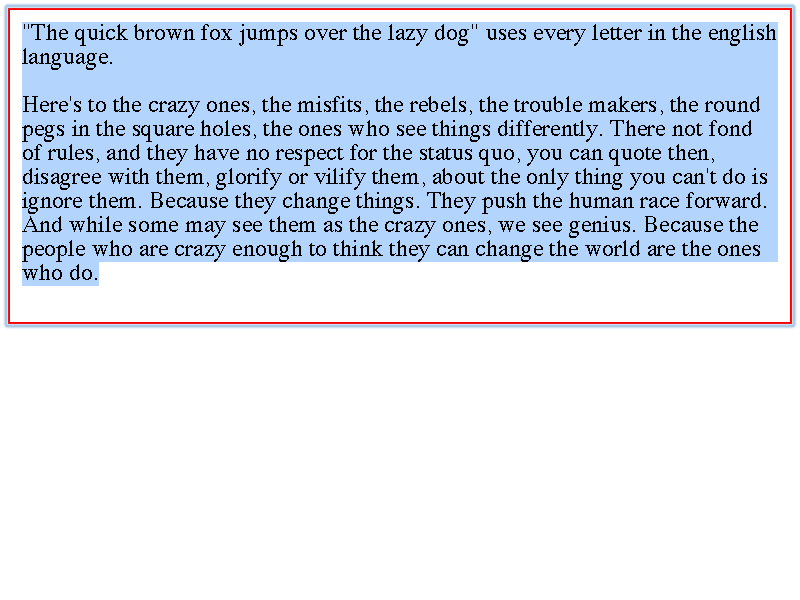 "The quick brown fox jumps over the lazy dog" uses every letter in the english
language.
Here's to the crazy ones, the misfits, the rebels, the trouble makers, the round
pegs in the square holes, the ones who see things differently. There not fond
of rules, and they have no respect for the status quo, you can quote then,
disagree with them, glorify or vilify them, about the only thing you can't do is
ignore them. Because they change things. They push the human race forward.
And while some may see them as the crazy ones, we see genius. Because the
people who are crazy enough to think they can change the world are the ones
who do.